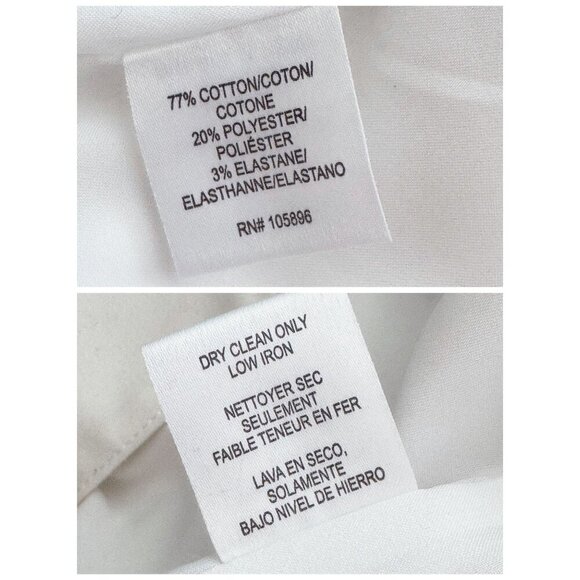 77% COTTON/COTON/
COTONE
20% POLYESTER/
POLIÉSTER
3% ELASTANE/
ELASTHANNE/ELASTANO
RN# 105896
DRY CLEAN ONLY
LOW IRON
NETTOYER SEC
SEULEMENT
FAIBLE TENEUR EN FER
LAVA EN SECO,
SOLAMENTE
BAJO NIVEL DE HIERRO